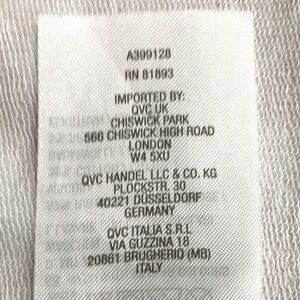 A399128
RN 81893
IMPORTED BY:
QVC UK
CHISWICK PARK
566 CHISWICK HIGH ROAD
LONDON
W4 5XU
QVC HANDEL LLC & CO. KG
PLOCKSTR. 30
40221 DÜSSELDORF
GERMANY
QVC ITALIA S.R.L
VIA GUZZINA 18
20861 BRUGHERIO (MB)
ITALY